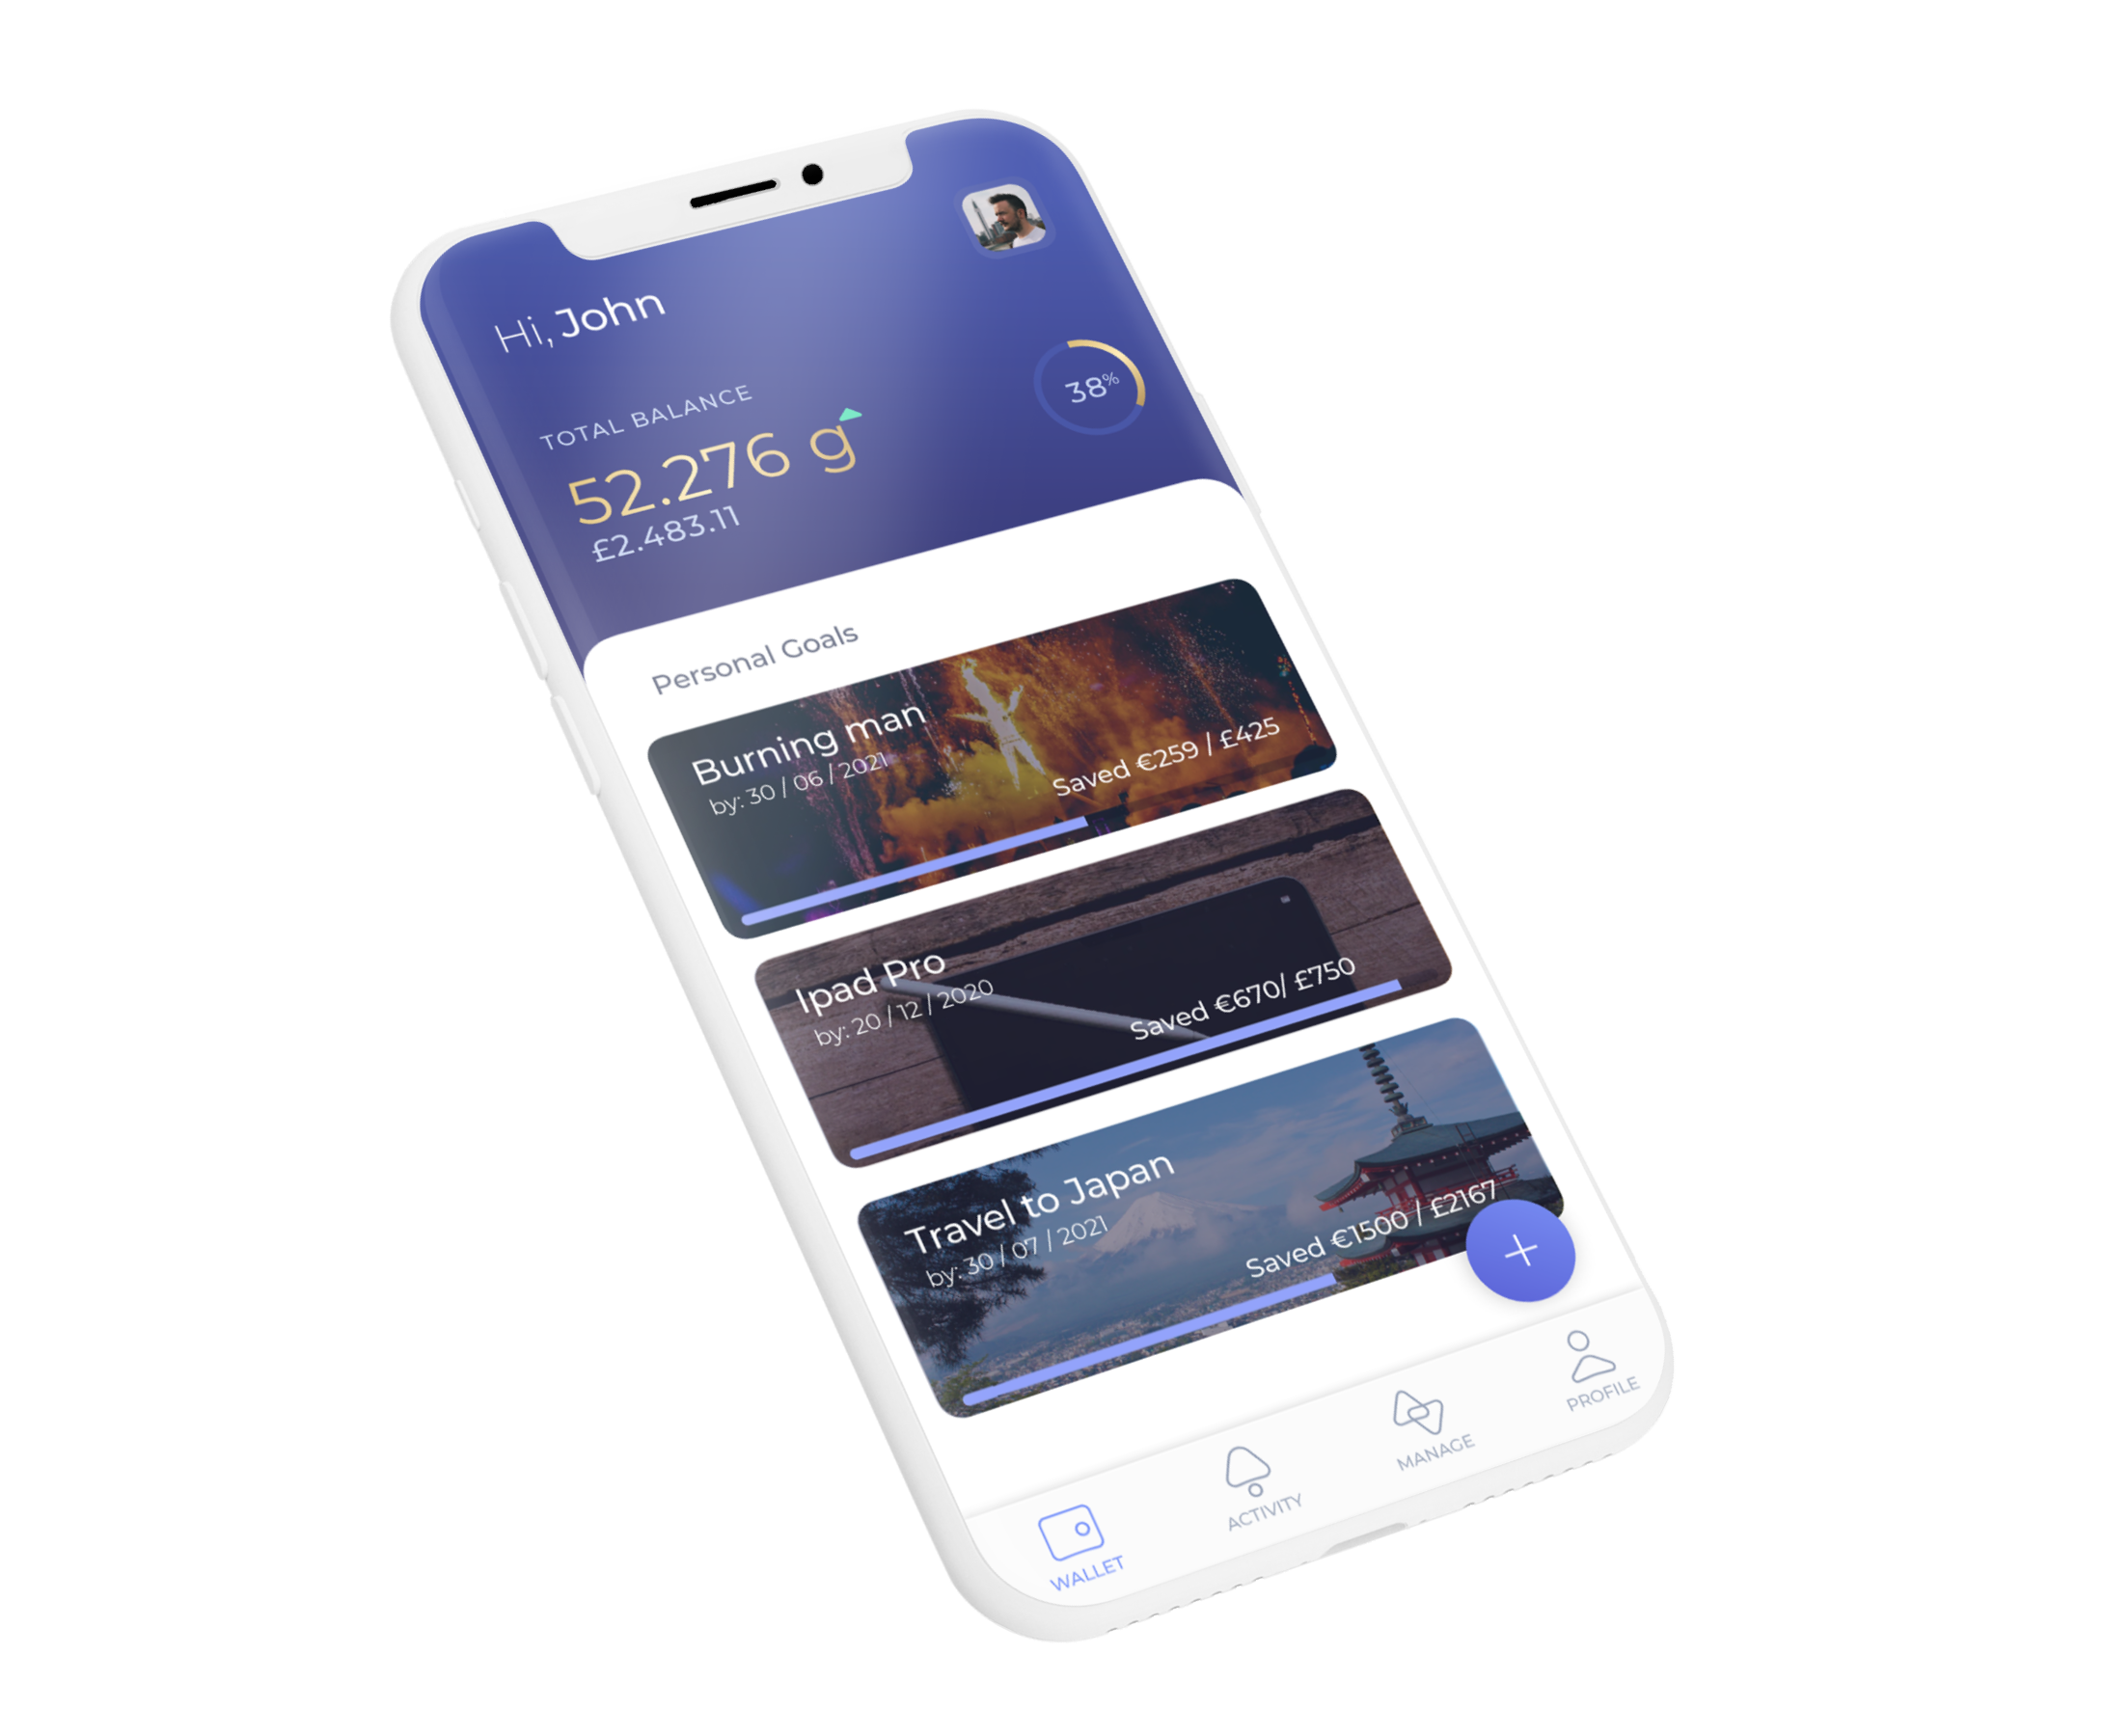 Hi, John
TOTAL BALANCE
52.276 g
£2.483.11
38%
Personal Goals
Burning man
by: 30 / 06 / 2021
Saved €259 / £425
Ipad Pro
by: 20 / 12 / 2020
Saved €670/ £750
Travel to Japan
by: 30 / 07 / 2021
Saved €1500 / £2167
WALLET
ACTIVITY
MANAGE
PROFILE